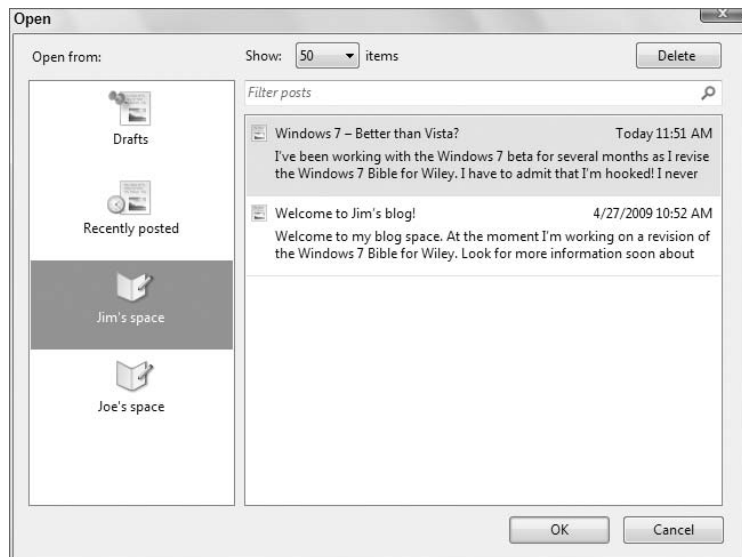 Open
Open from:
Show: 50 items
Delete
Filter posts
Drafts
Recently posted
Jim's space
Joe's space
Windows 7 – Better than Vista? Today 11:51 AM
I've been working with the Windows 7 beta for several months as I revise
the Windows 7 Bible for Wiley. I have to admit that I'm hooked! I never
Welcome to Jim's blog! 4/27/2009 10:52 AM
Welcome to my blog space. At the moment I'm working on a revision of
the Windows 7 Bible for Wiley. Look for more information soon about
OK
Cancel